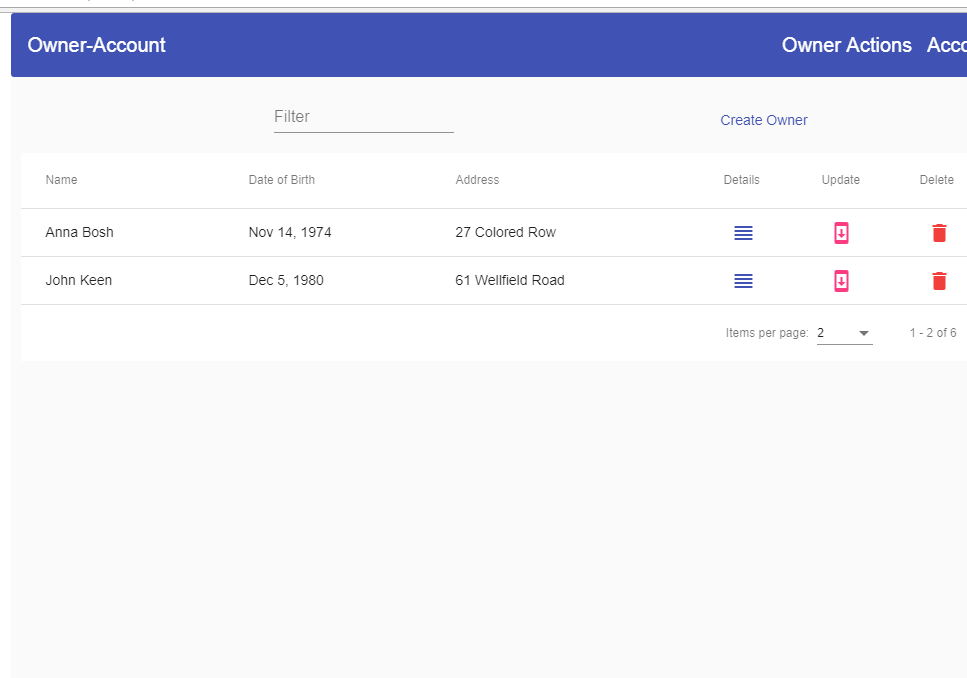 Owner-Account Owner Actions
Filter Create Owner
Name Date of Birth Address Details Update Delete
Anna Bosh Nov 14, 1974 27 Colored Row
John Keen Dec 5, 1980 61 Wellfield Road
Items per page: 2 1 - 2 of 6